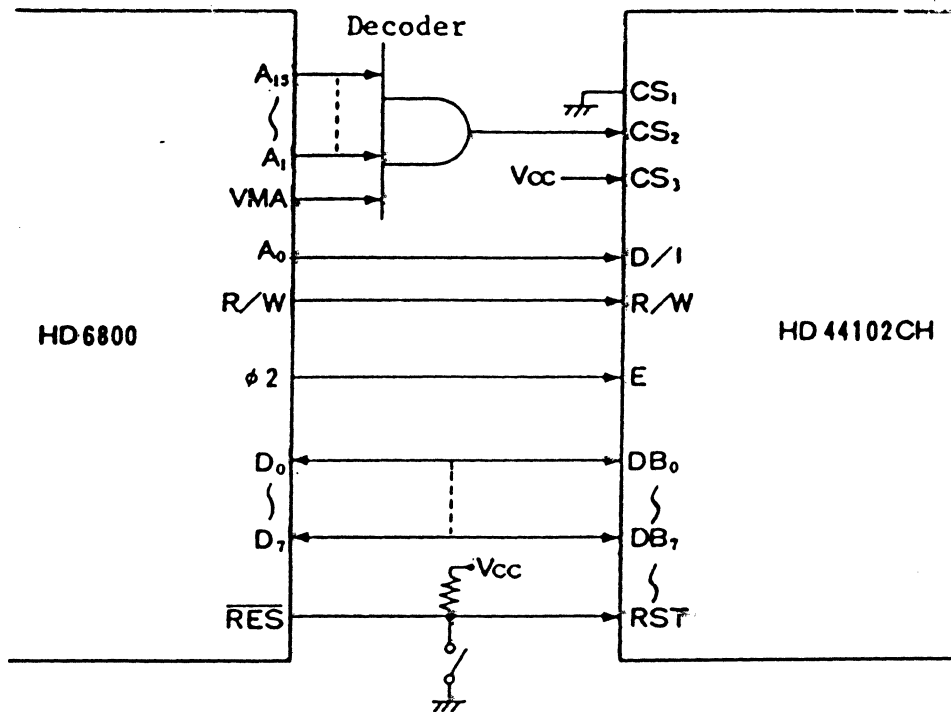 Decoder
A₁₅
CS₁
CS₂
A₁
Vcc
CS₃
VMA
A₀
D/I
R/W
R/W
HD6800
HD44102CH
φ2
E
D₀
DB₀
D₇
DB₇
Vcc
RES
RST